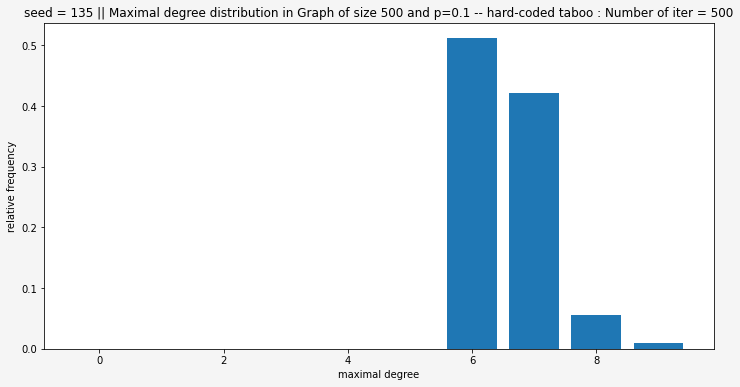 seed = 135 || Maximal degree distribution in Graph of size 500 and p=0.1 -- hard-coded taboo : Number of iter = 500
relative frequency
0.5
0.4
0.3
0.2
0.1
0.0
0 2 4 6 8
maximal degree